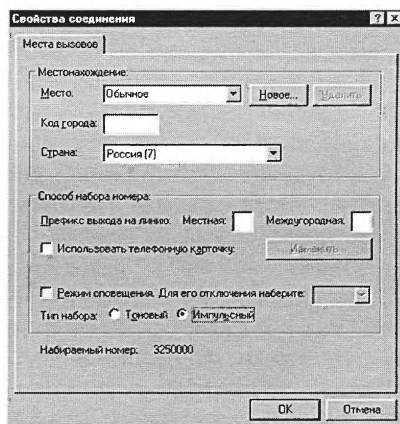 Свойства соединения
Места вызовов
Местонахождение:
Место: Обычное Новое... Удалить
Код города:
Страна: Россия (7)
Способ набора номера:
Префикс выхода на линию: Местная: Междугородная:
Использовать телефонную карточку: Изменить...
Режим оповещения. Для его отключения наберите:
Тип набора: Тоновый Импульсный
Набираемый номер: 3250000
OK Отмена